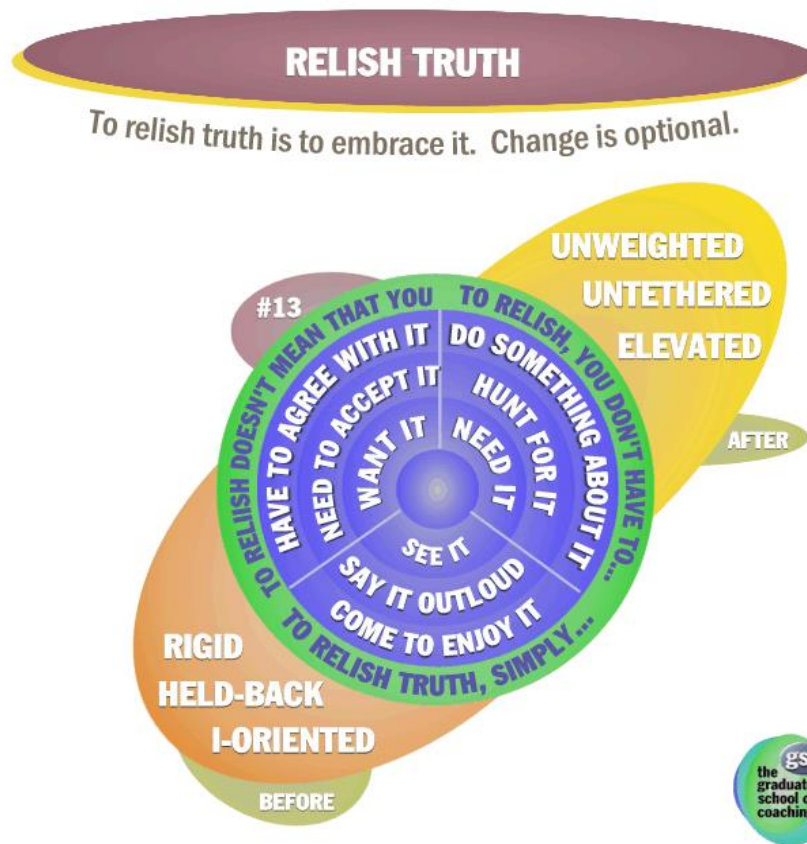 RELISH TRUTH
To relish truth is to embrace it.  Change is optional.
UNWEIGHTED
UNTETHERED
ELEVATED
AFTER
#13
TO RELIISH DOESN'T MEAN THAT YOU
HAVE TO AGREE WITH IT
NEED TO ACCEPT IT
WANT IT
TO RELISH, YOU DON'T HAVE TO...
DO SOMETHING ABOUT IT
HUNT FOR IT
NEED IT
SEE IT
SAY IT OUTLOUD
COME TO ENJOY IT
TO RELISH TRUTH, SIMPLY...
RIGID
HELD-BACK
I-ORIENTED
BEFORE
gs
the
graduat
school o
coachin